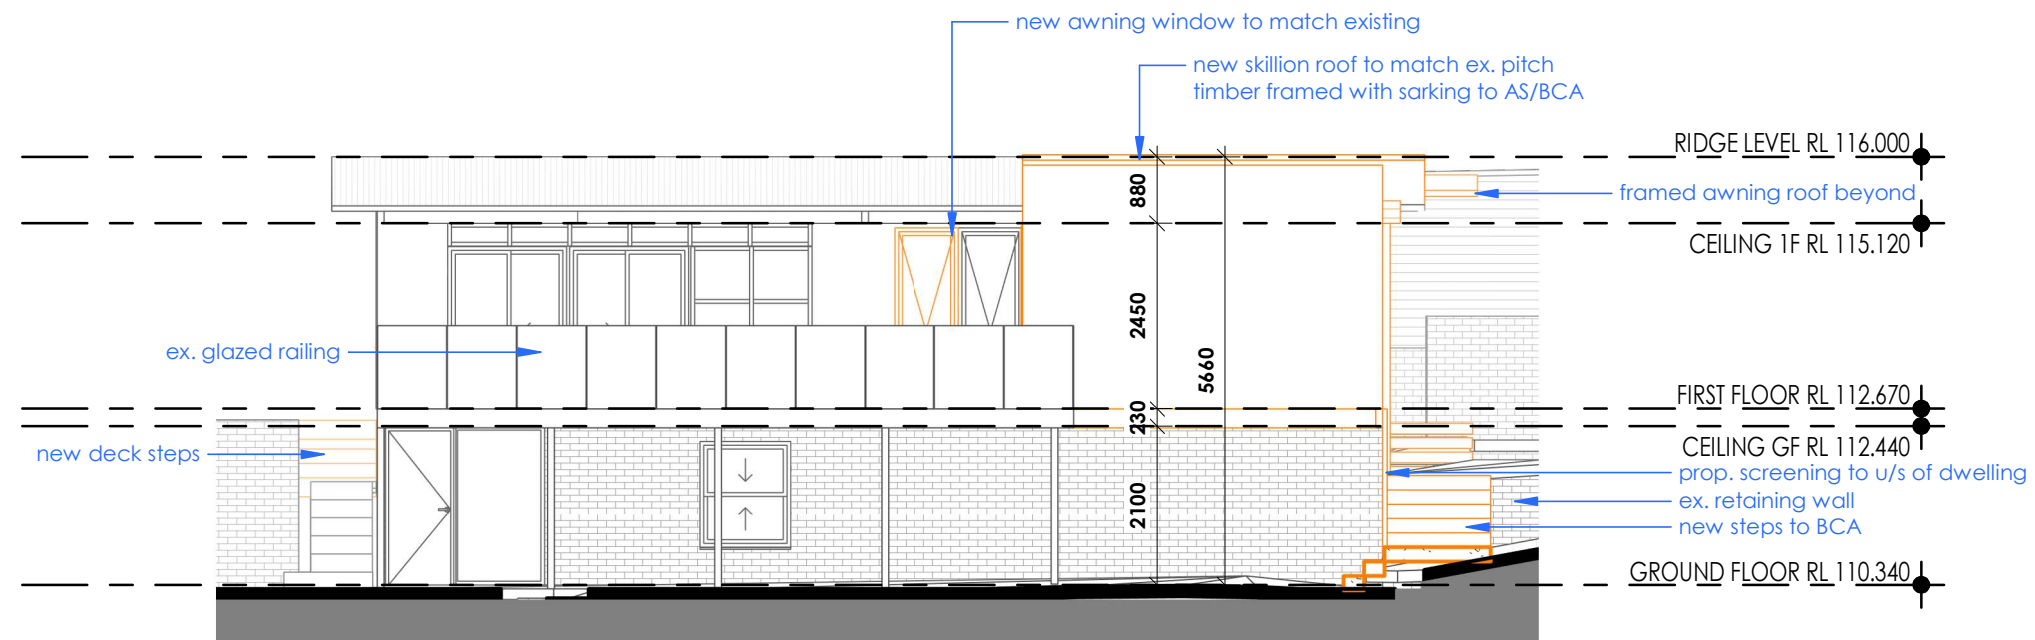 new awning window to match existing
new skillion roof to match ex. pitch
timber framed with sarking to AS/BCA
RIDGE LEVEL RL 116.000
framed awning roof beyond
880
CEILING 1F RL 115.120
2450
ex. glazed railing
5660
FIRST FLOOR RL 112.670
230
CEILING GF RL 112.440
new deck steps
prop. screening to u/s of dwelling
ex. retaining wall
2100
new steps to BCA
GROUND FLOOR RL 110.340